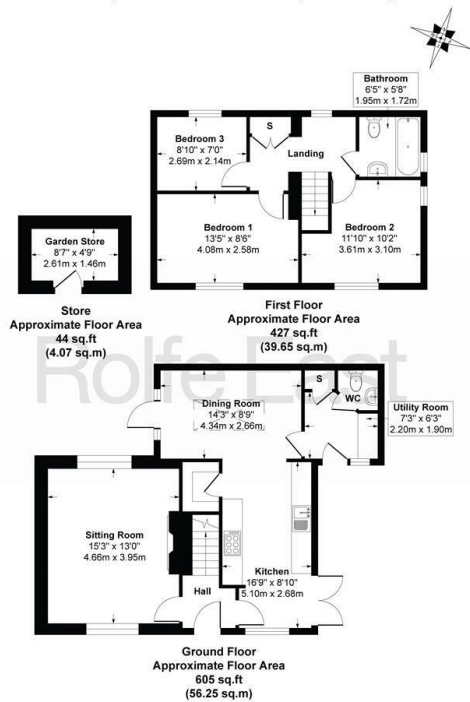 Bathroom
6'5" x 5'8"
1.95m x 1.72m
Bedroom 3
8'10" x 7'0"
2.69m x 2.14m
S
Landing
Bedroom 1
13'5" x 8'6"
4.08m x 2.58m
Bedroom 2
11'10" x 10'2"
3.61m x 3.10m
Garden Store
8'7" x 4'9"
2.61m x 1.46m
Store
Approximate Floor Area
44 sq.ft
(4.07 sq.m)
First Floor
Approximate Floor Area
427 sq.ft
(39.65 sq.m)
Rolfe East
Dining Room
14'3" x 8'9"
4.34m x 2.66m
S
WC
Utility Room
7'3" x 6'3"
2.20m x 1.90m
Sitting Room
15'3" x 13'0"
4.66m x 3.95m
Kitchen
16'9" x 8'10"
5.10m x 2.68m
Hall
Ground Floor
Approximate Floor Area
605 sq.ft
(56.25 sq.m)